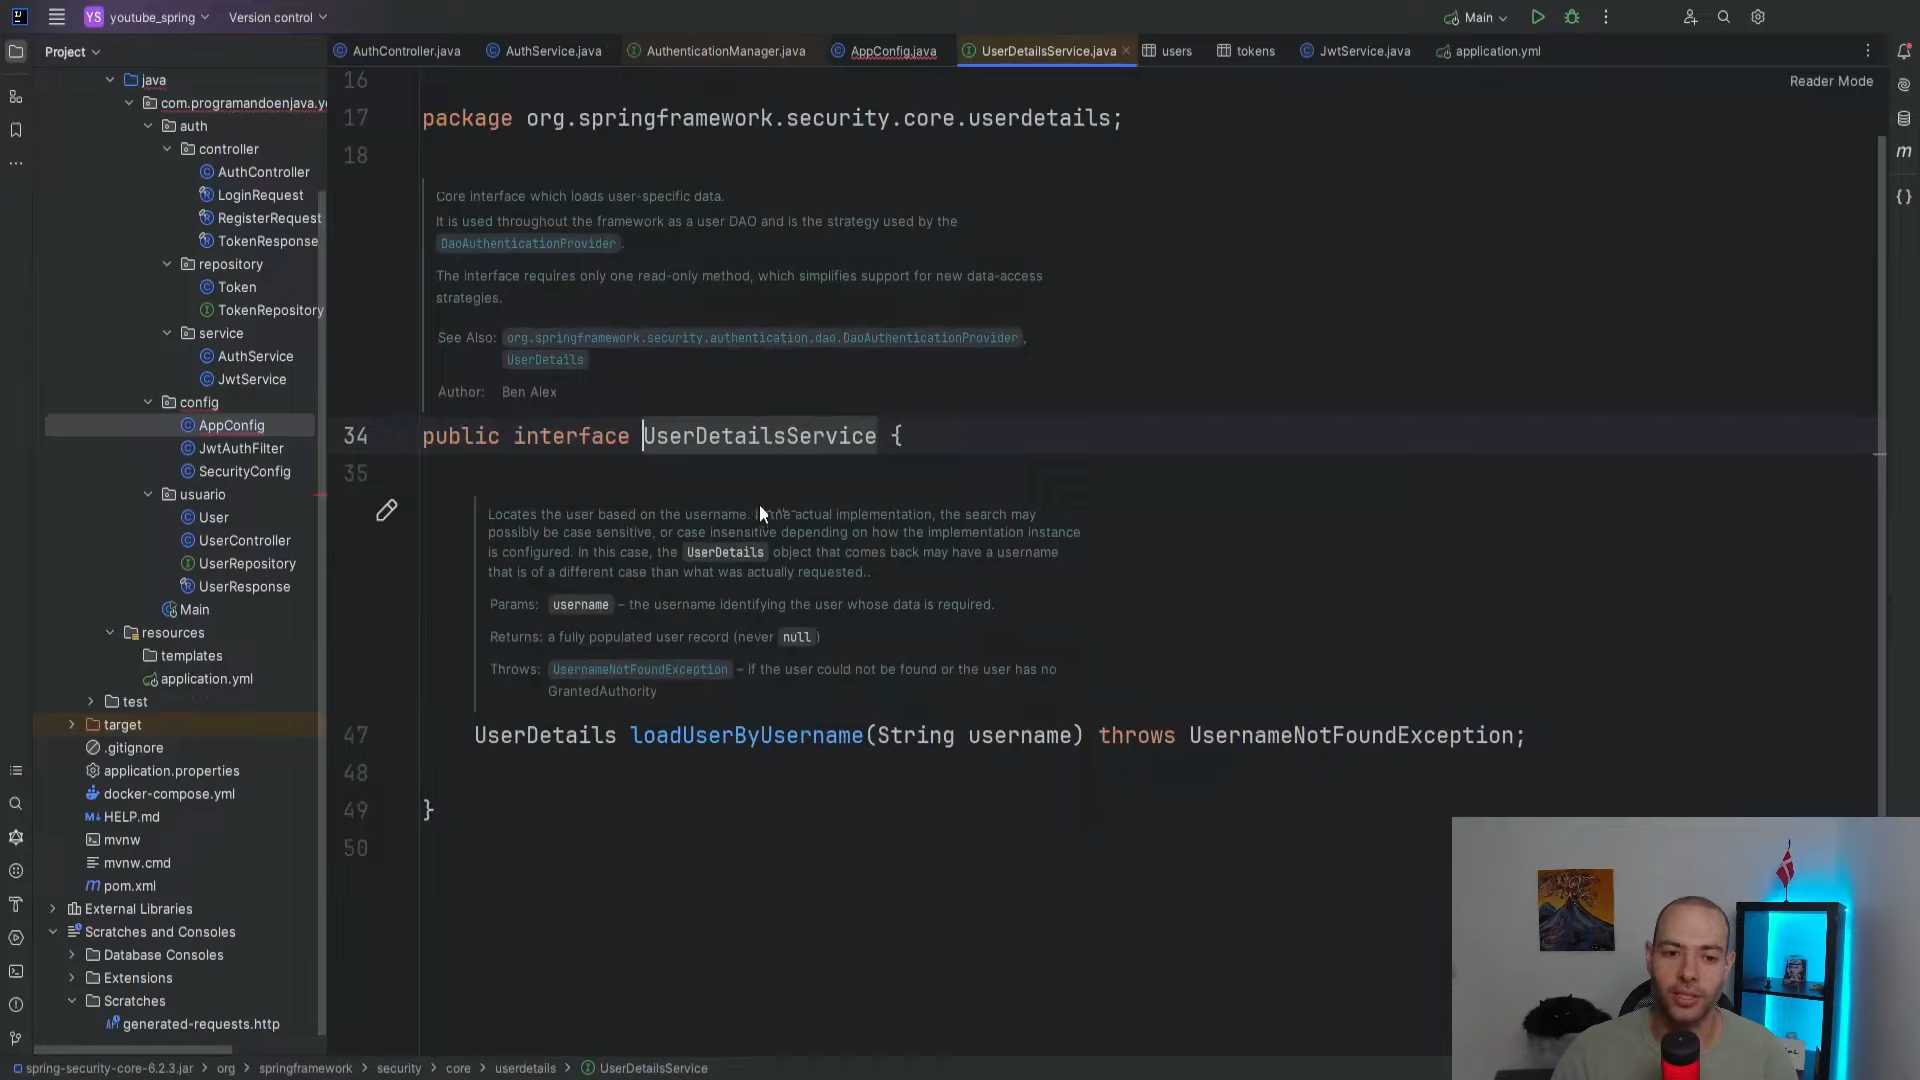 YS youtube_spring Version control Main
Project
AuthController.java AuthService.java AuthenticationManager.java AppConfig.java UserDetailsService.java users tokens JwtService.java application.yml
Reader Mode
java
com.programandoenjava.yo
auth
controller
AuthController
LoginRequest
RegisterRequest
TokenResponse
repository
Token
TokenRepository
service
AuthService
JwtService
config
AppConfig
JwtAuthFilter
SecurityConfig
usuario
User
UserController
UserRepository
UserResponse
Main
resources
templates
application.yml
test
target
.gitignore
application.properties
docker-compose.yml
HELP.md
mvnw
mvnw.cmd
pom.xml
External Libraries
Scratches and Consoles
Database Consoles
Extensions
Scratches
generated-requests.http
16
17 package org.springframework.security.core.userdetails;
18
Core interface which loads user-specific data.
It is used throughout the framework as a user DAO and is the strategy used by the
DaoAuthenticationProvider.
The interface requires only one read-only method, which simplifies support for new data-access
strategies.
See Also: org.springframework.security.authentication.dao.DaoAuthenticationProvider,
UserDetails
Author: Ben Alex
34 public interface UserDetailsService {
35
Locates the user based on the username. In the actual implementation, the search may
possibly be case sensitive, or case insensitive depending on how the implementation instance
is configured. In this case, the UserDetails object that comes back may have a username
that is of a different case than what was actually requested..
Params: username – the username identifying the user whose data is required.
Returns: a fully populated user record (never null)
Throws: UsernameNotFoundException – if the user could not be found or the user has no
GrantedAuthority
47 UserDetails loadUserByUsername(String username) throws UsernameNotFoundException;
48
49 }
50
spring-security-core-6.2.3.jar > org > springframework > security > core > userdetails > UserDetailsService